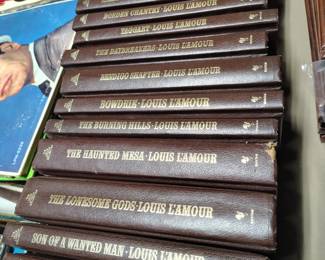 BORDEN CHANTRY • LOUIS L'AMOUR
TAGGART • LOUIS L'AMOUR
THE DAYBREAKERS • LOUIS L'AMOUR
BENDIGO SHAFTER • LOUIS L'AMOUR
BOWDRIE • LOUIS L'AMOUR
THE BURNING HILLS • LOUIS L'AMOUR
THE HAUNTED MESA • LOUIS L'AMOUR
THE LONESOME GODS • LOUIS L'AMOUR
SON OF A WANTED MAN • LOUIS L'AMOUR